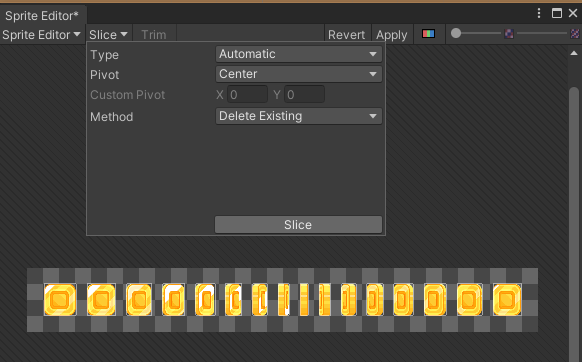 Sprite Editor*
Sprite Editor Slice Trim Revert Apply
Type Automatic
Pivot Center
Custom Pivot X 0 Y 0
Method Delete Existing
Slice